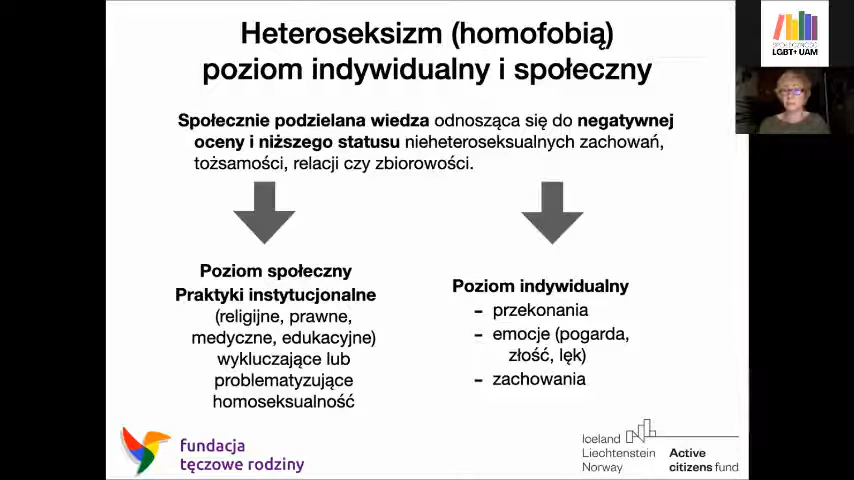 Heteroseksizm (homofobią)
poziom indywidualny i społeczny
Społecznie podzielana wiedza odnosząca się do negatywnej
oceny i niższego statusu nieheteroseksualnych zachowań,
tożsamości, relacji czy zbiorowości.
Poziom społeczny
Praktyki instytucjonalne
(religijne, prawne,
medyczne, edukacyjne)
wykluczające lub
problematyzujące
homoseksualność
Poziom indywidualny
- przekonania
- emocje (pogarda,
złość, lęk)
- zachowania
fundacja
tęczowe rodziny
Iceland
Liechtenstein
Norway
Active
citizens fund
SPOŁECZNOŚĆ
LGBT+ UAM